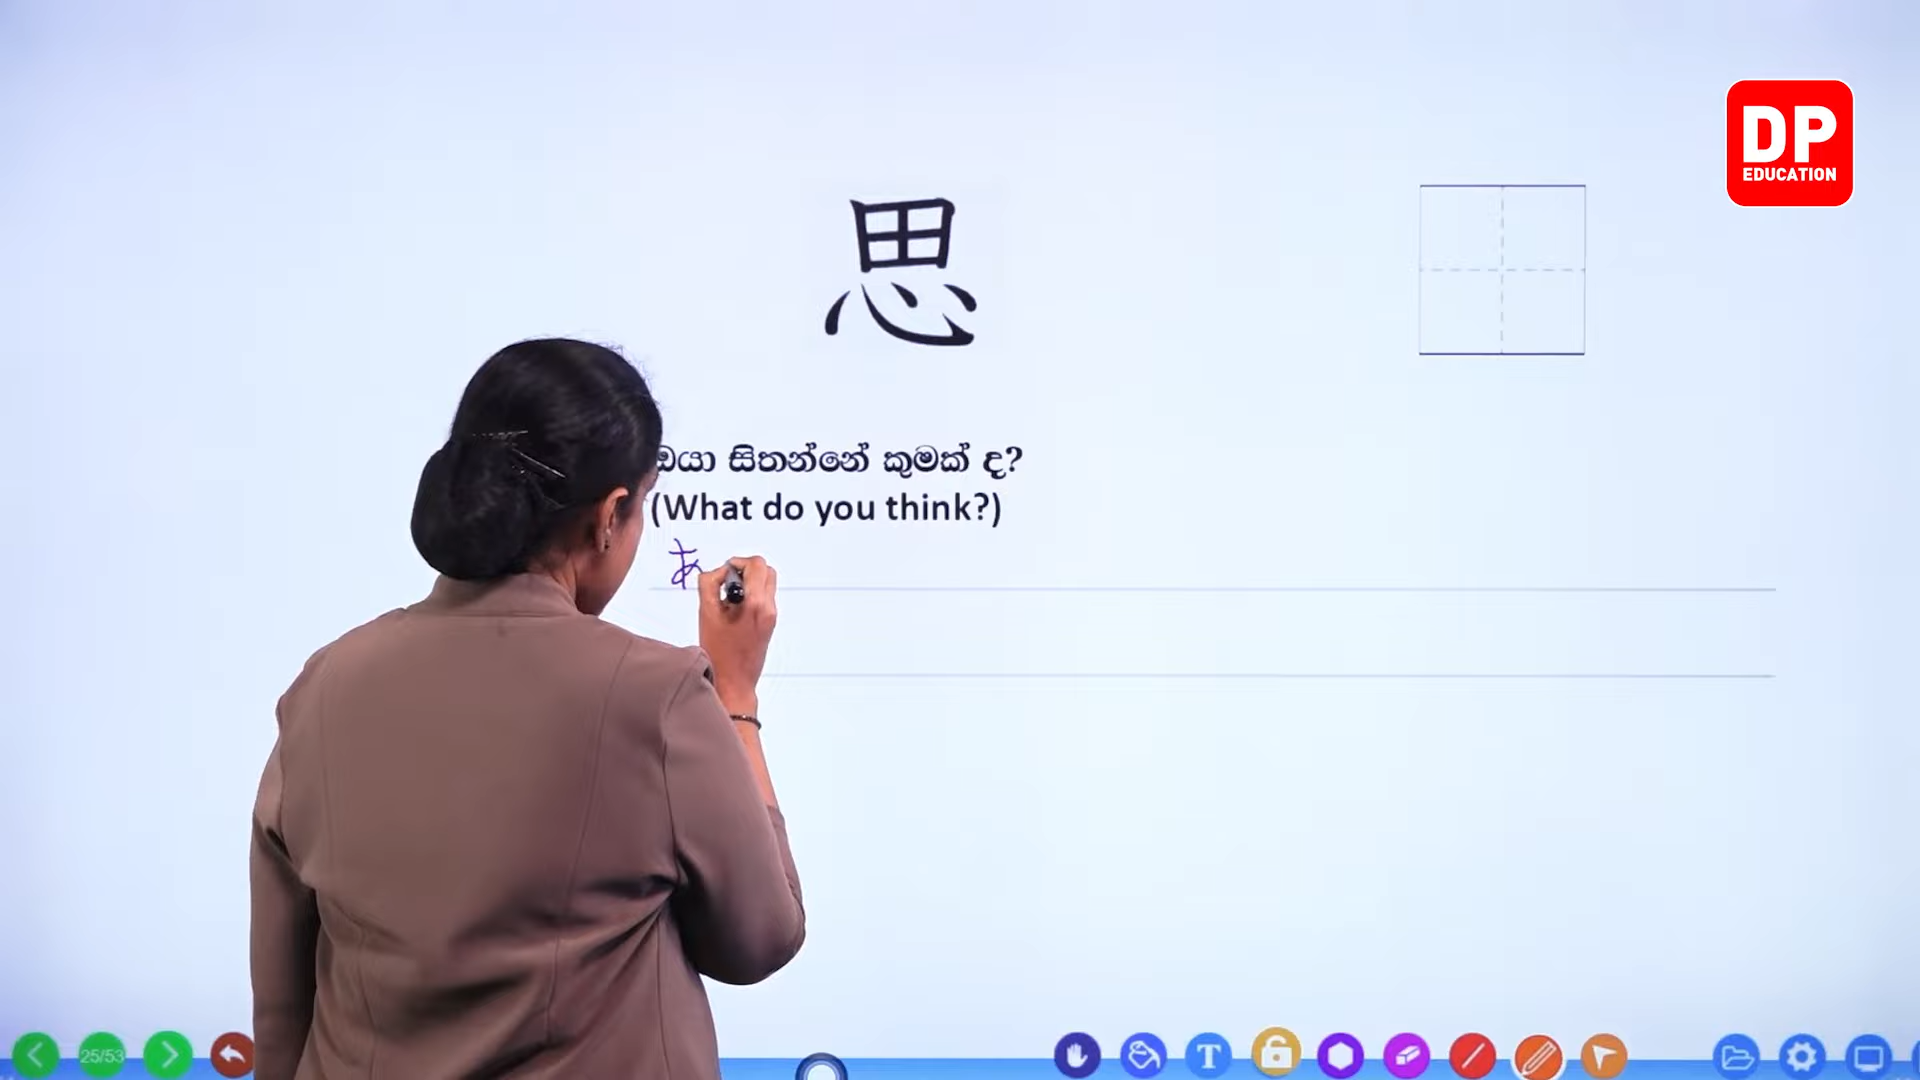 DP
EDUCATION
思
ඔයා සිතන්නේ කුමක් ද?
(What do you think?)
あ
25/53
T